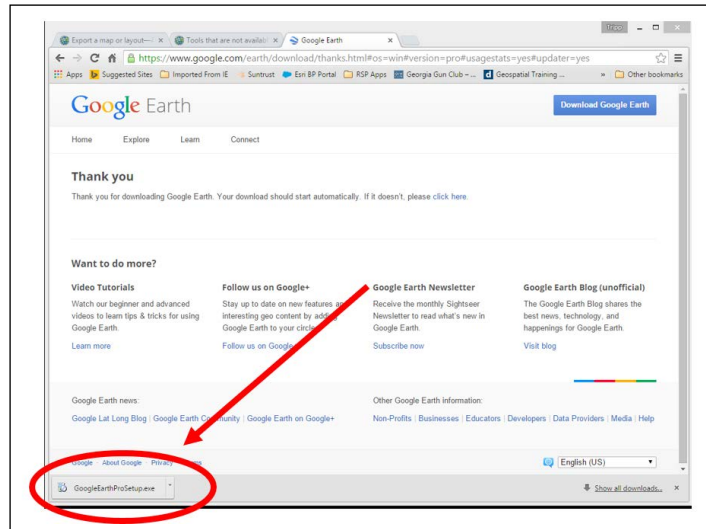 Export a map or layout—
Tools that are not availabl
Google Earth
https://www.google.com/earth/download/thanks.html#os=win#version=pro#usagestats=yes#updater=yes
Apps Suggested Sites Imported From IE Suntrust Esri BP Portal RSP Apps Georgia Gun Club – ... Geospatial Training ... » Other bookmarks
Google Earth
Download Google Earth
Home Explore Learn Connect
Thank you
Thank you for downloading Google Earth. Your download should start automatically. If it doesn't, please click here.
Want to do more?
Video Tutorials
Watch our beginner and advanced
videos to learn tips & tricks for using
Google Earth.
Learn more
Follow us on Google+
Stay up to date on new features and
interesting geo content by adding
Google Earth to your circles
Follow us on Google+
Google Earth Newsletter
Receive the monthly Sightseer
Newsletter to read what's new in
Google Earth.
Subscribe now
Google Earth Blog (unofficial)
The Google Earth Blog shares the
best news, technology, and
happenings for Google Earth.
Visit blog
Google Earth news:
Google Lat Long Blog | Google Earth Community | Google Earth on Google+
Other Google Earth information:
Non-Profits | Businesses | Educators | Developers | Data Providers | Media | Help
Google · About Google · Privacy
English (US)
GoogleEarthProSetup.exe
Show all downloads...